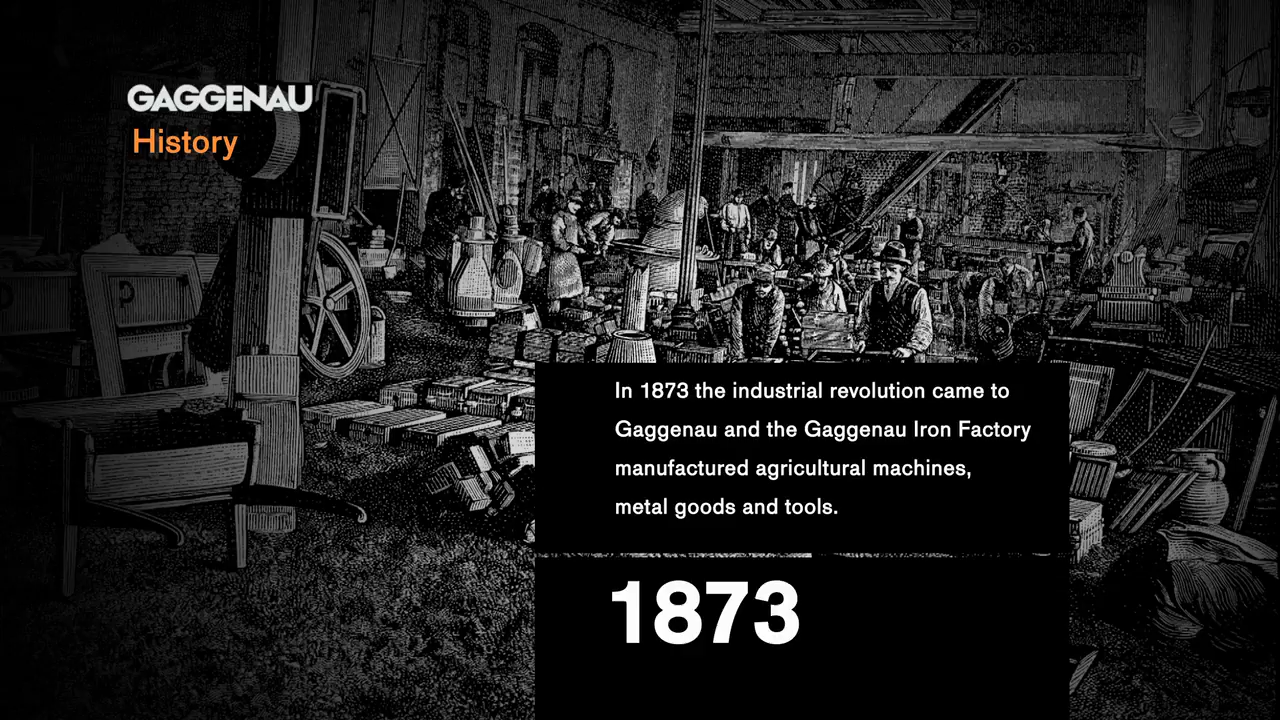 GAGGENAU
History
In 1873 the industrial revolution came to
Gaggenau and the Gaggenau Iron Factory
manufactured agricultural machines,
metal goods and tools.
1873